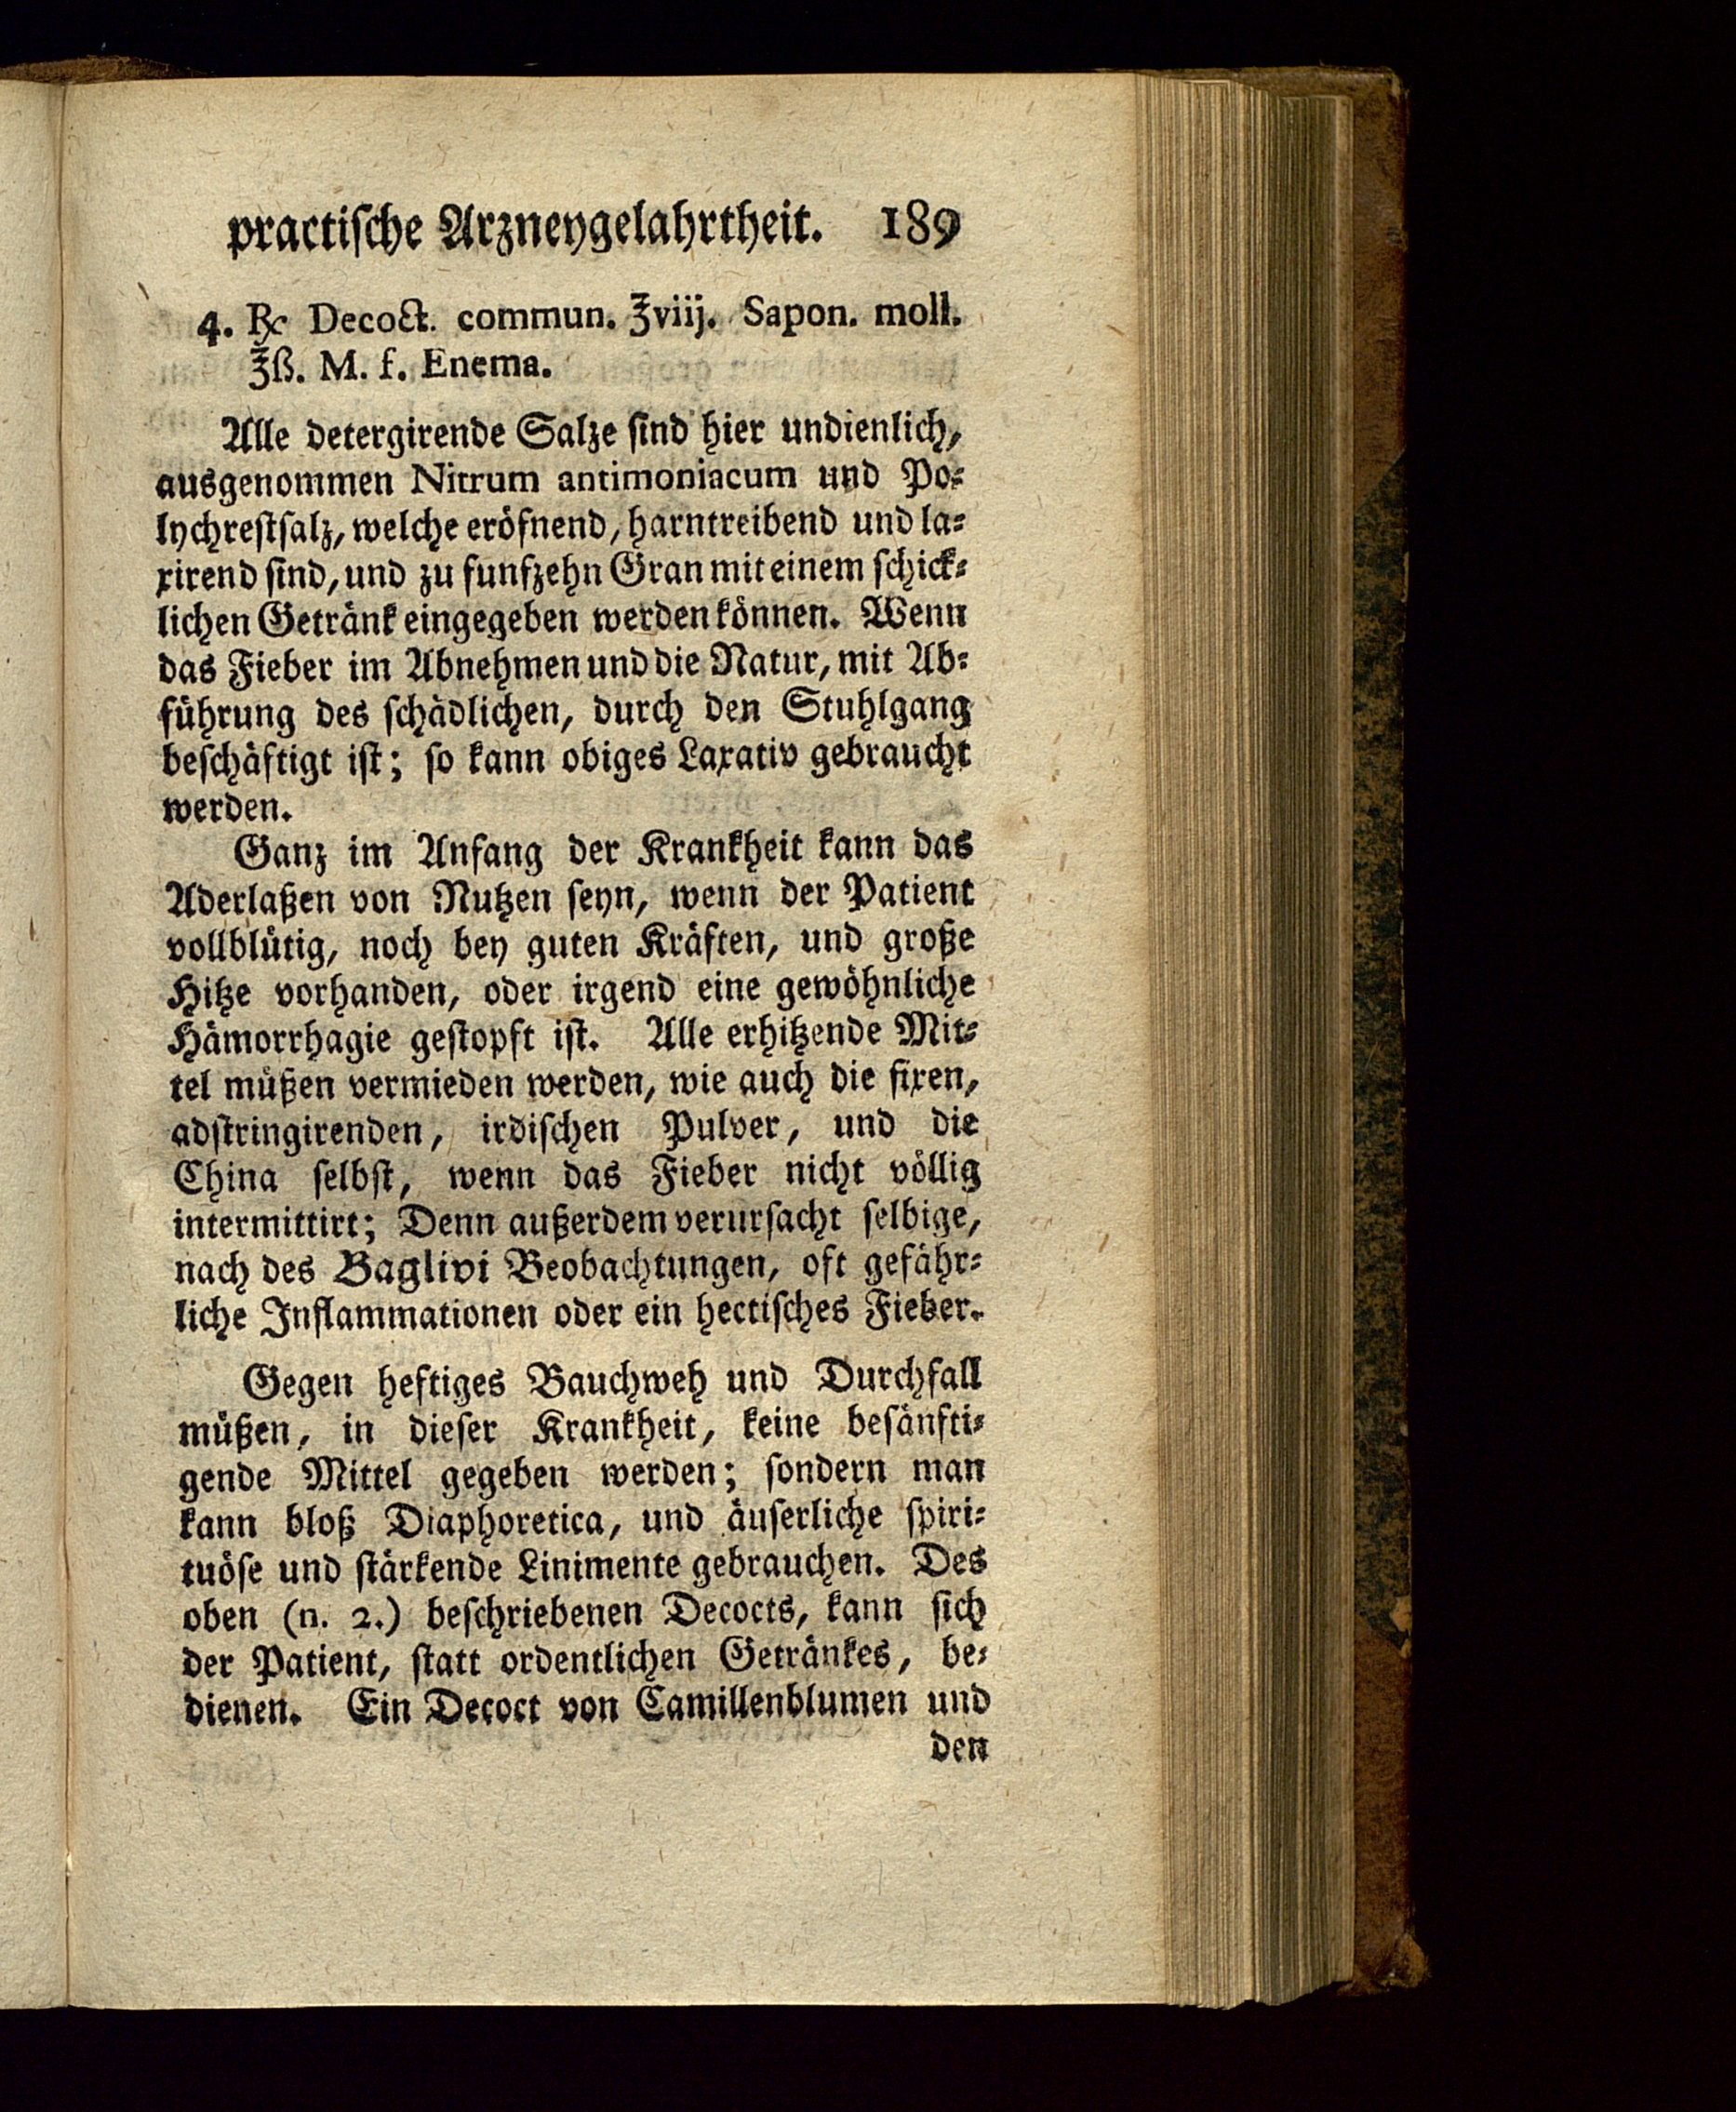 practische Arzneygelahrtheit. 189
4. ℞ Decoct. commun. ℥viij. Sapon. moll.
℥ß. M. f. Enema.
Alle detergirende Salze sind hier undienlich,
ausgenommen Nitrum antimoniacum und Po⸗
lychrestsalz, welche eröfnend, harntreibend und la⸗
xirend sind, und zu funfzehn Gran mit einem schick⸗
lichen Getränk eingegeben werden können. Wenn
das Fieber im Abnehmen und die Natur, mit Ab⸗
führung des schädlichen, durch den Stuhlgang
beschäftigt ist; so kann obiges Laxativ gebraucht
werden.
Ganz im Anfang der Krankheit kann das
Aderlaßen von Nutzen seyn, wenn der Patient
vollblütig, noch bey guten Kräften, und große
Hitze vorhanden, oder irgend eine gewöhnliche
Hämorrhagie gestopft ist. Alle erhitzende Mit⸗
tel müßen vermieden werden, wie auch die fixen,
adstringirenden, irdischen Pulver, und die
China selbst, wenn das Fieber nicht völlig
intermittirt; Denn außerdem verursacht selbige,
nach des Baglivi Beobachtungen, oft gefähr⸗
liche Inflammationen oder ein hectisches Fieber.
Gegen heftiges Bauchweh und Durchfall
müßen, in dieser Krankheit, keine besänfti⸗
gende Mittel gegeben werden; sondern man
kann bloß Diaphoretica, und äuserliche spiri⸗
tuöse und stärkende Linimente gebrauchen. Des
oben (n. 2.) beschriebenen Decocts, kann sich
der Patient, statt ordentlichen Getränkes, be⸗
dienen. Ein Decoct von Camillenblumen und
den